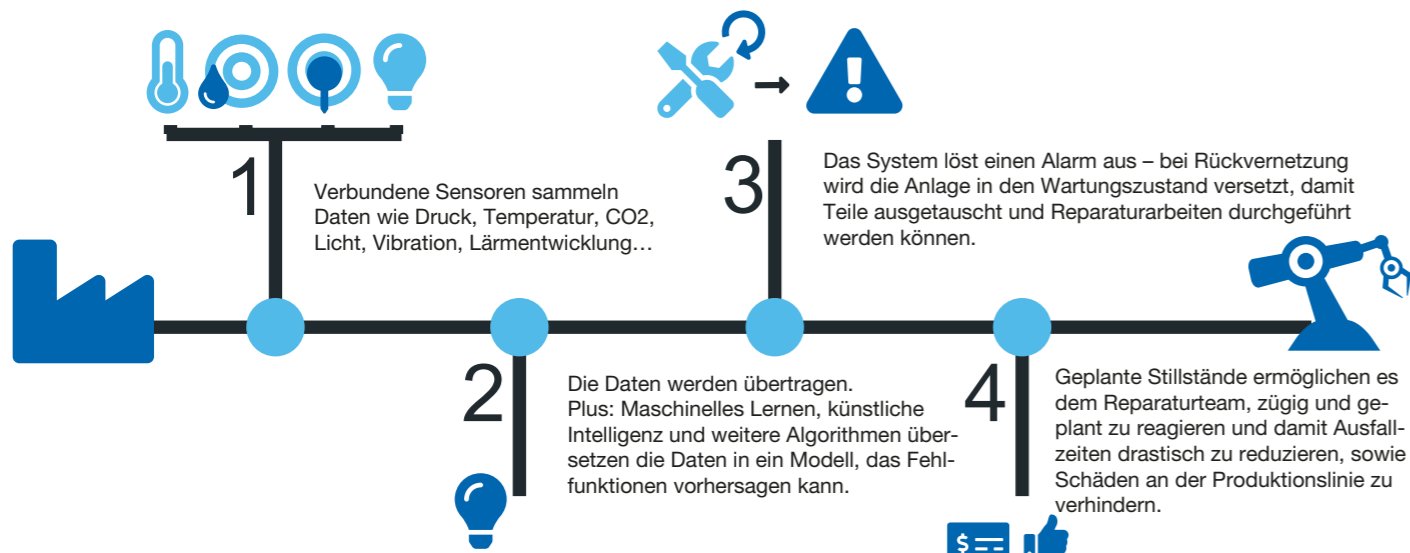 1
Verbundene Sensoren sammeln
Daten wie Druck, Temperatur, CO2,
Licht, Vibration, Lärmentwicklung…
2
Die Daten werden übertragen.
Plus: Maschinelles Lernen, künstliche
Intelligenz und weitere Algorithmen über-
setzen die Daten in ein Modell, das Fehl-
funktionen vorhersagen kann.
3
Das System löst einen Alarm aus – bei Rückvernetzung
wird die Anlage in den Wartungszustand versetzt, damit
Teile ausgetauscht und Reparaturarbeiten durchgeführt
werden können.
4
Geplante Stillstände ermöglichen es
dem Reparaturteam, zügig und ge-
plant zu reagieren und damit Ausfall-
zeiten drastisch zu reduzieren, sowie
Schäden an der Produktionslinie zu
verhindern.
$